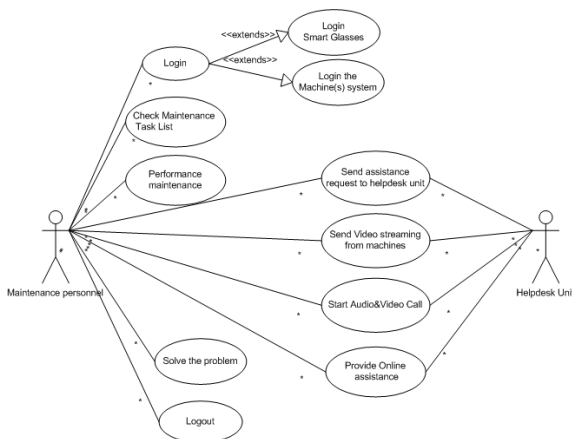 Login
Smart Glasses
<<extends>>
Login
<<extends>>
Login the
Machine(s) system
*
Check Maintenance
Task List
*
Performance
maintenance
*
Send assistance
request to helpdesk unit
*
*
Send Video streaming
from machines
*
*
Maintenance personnel
Helpdesk Uni
Start Audio&Video Call
*
*
Solve the problem
*
Provide Online
assistance
*
*
Logout
*